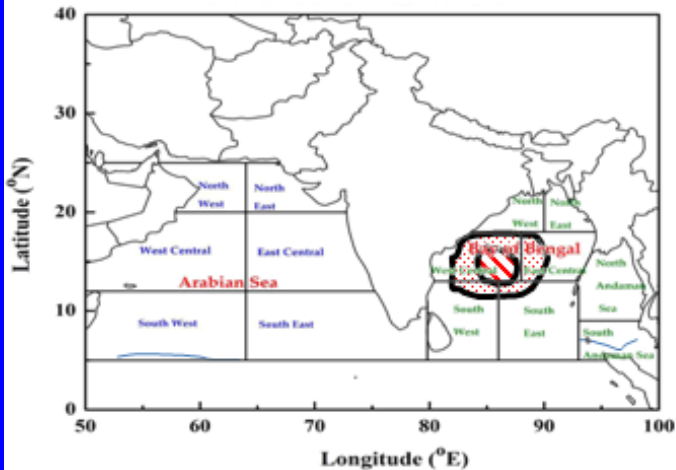 40
30
20
10
0
Latitude (°N)
North
West
North
East
West Central
East Central
Arabian Sea
South West
South East
North
West
North
East
Bay of Bengal
West Central
East Central
South
West
South
East
North
Andaman
Sea
South
Andaman Sea
50
60
70
80
90
100
Longitude (°E)